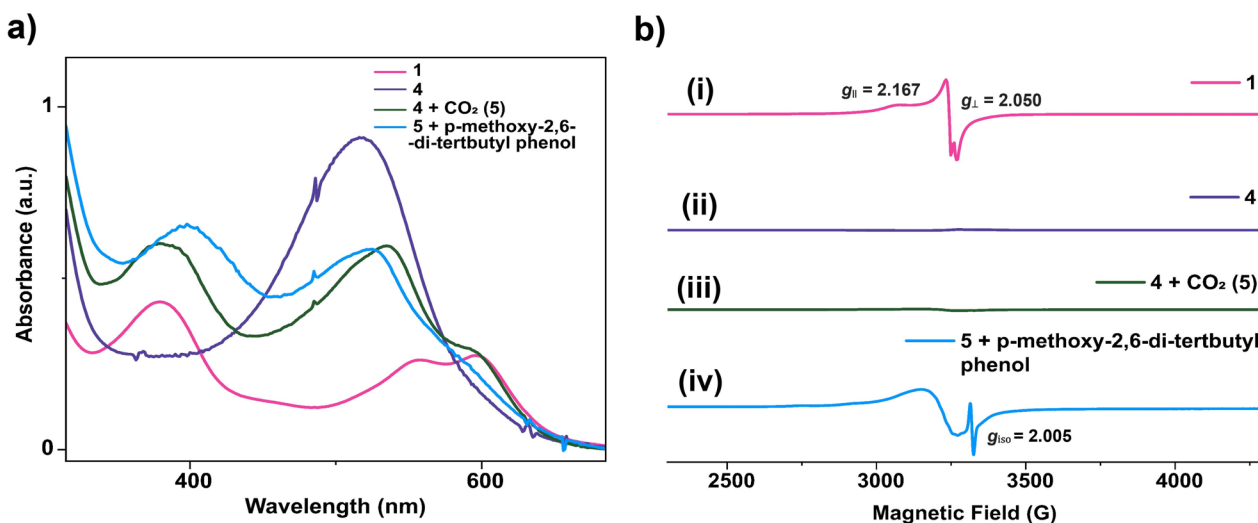 a)
1
4
4 + CO₂ (5)
5 + p-methoxy-2,6-
-di-tertbutyl phenol
1
0
Absorbance (a.u.)
400
600
Wavelength (nm)
b)
(i)
g∥ = 2.167
g⊥ = 2.050
1
(ii)
4
(iii)
4 + CO₂ (5)
(iv)
5 + p-methoxy-2,6-di-tertbutyl
phenol
giso = 2.005
2500
3000
3500
4000
Magnetic Field (G)